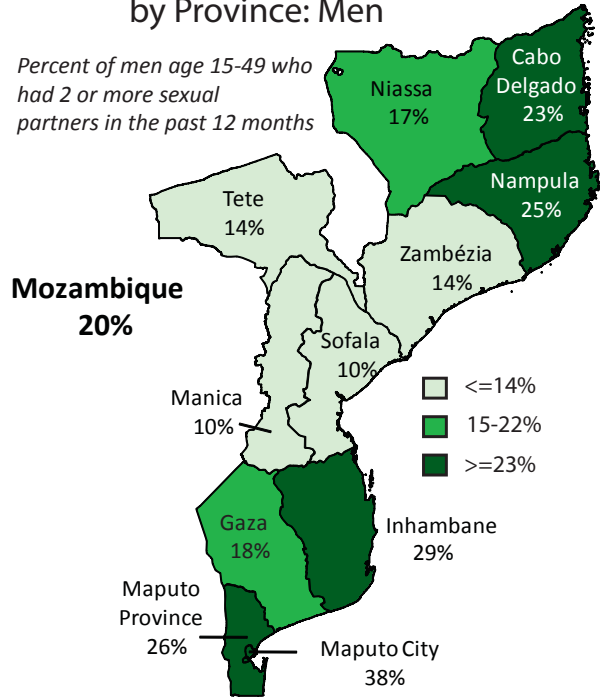 by Province: Men
Percent of men age 15-49 who
had 2 or more sexual
partners in the past 12 months
Cabo
Delgado
23%
Niassa
17%
Nampula
25%
Tete
14%
Zambézia
14%
Mozambique
20%
Sofala
10%
Manica
10%
<=14%
15-22%
>=23%
Gaza
18%
Inhambane
29%
Maputo
Province
26%
Maputo City
38%